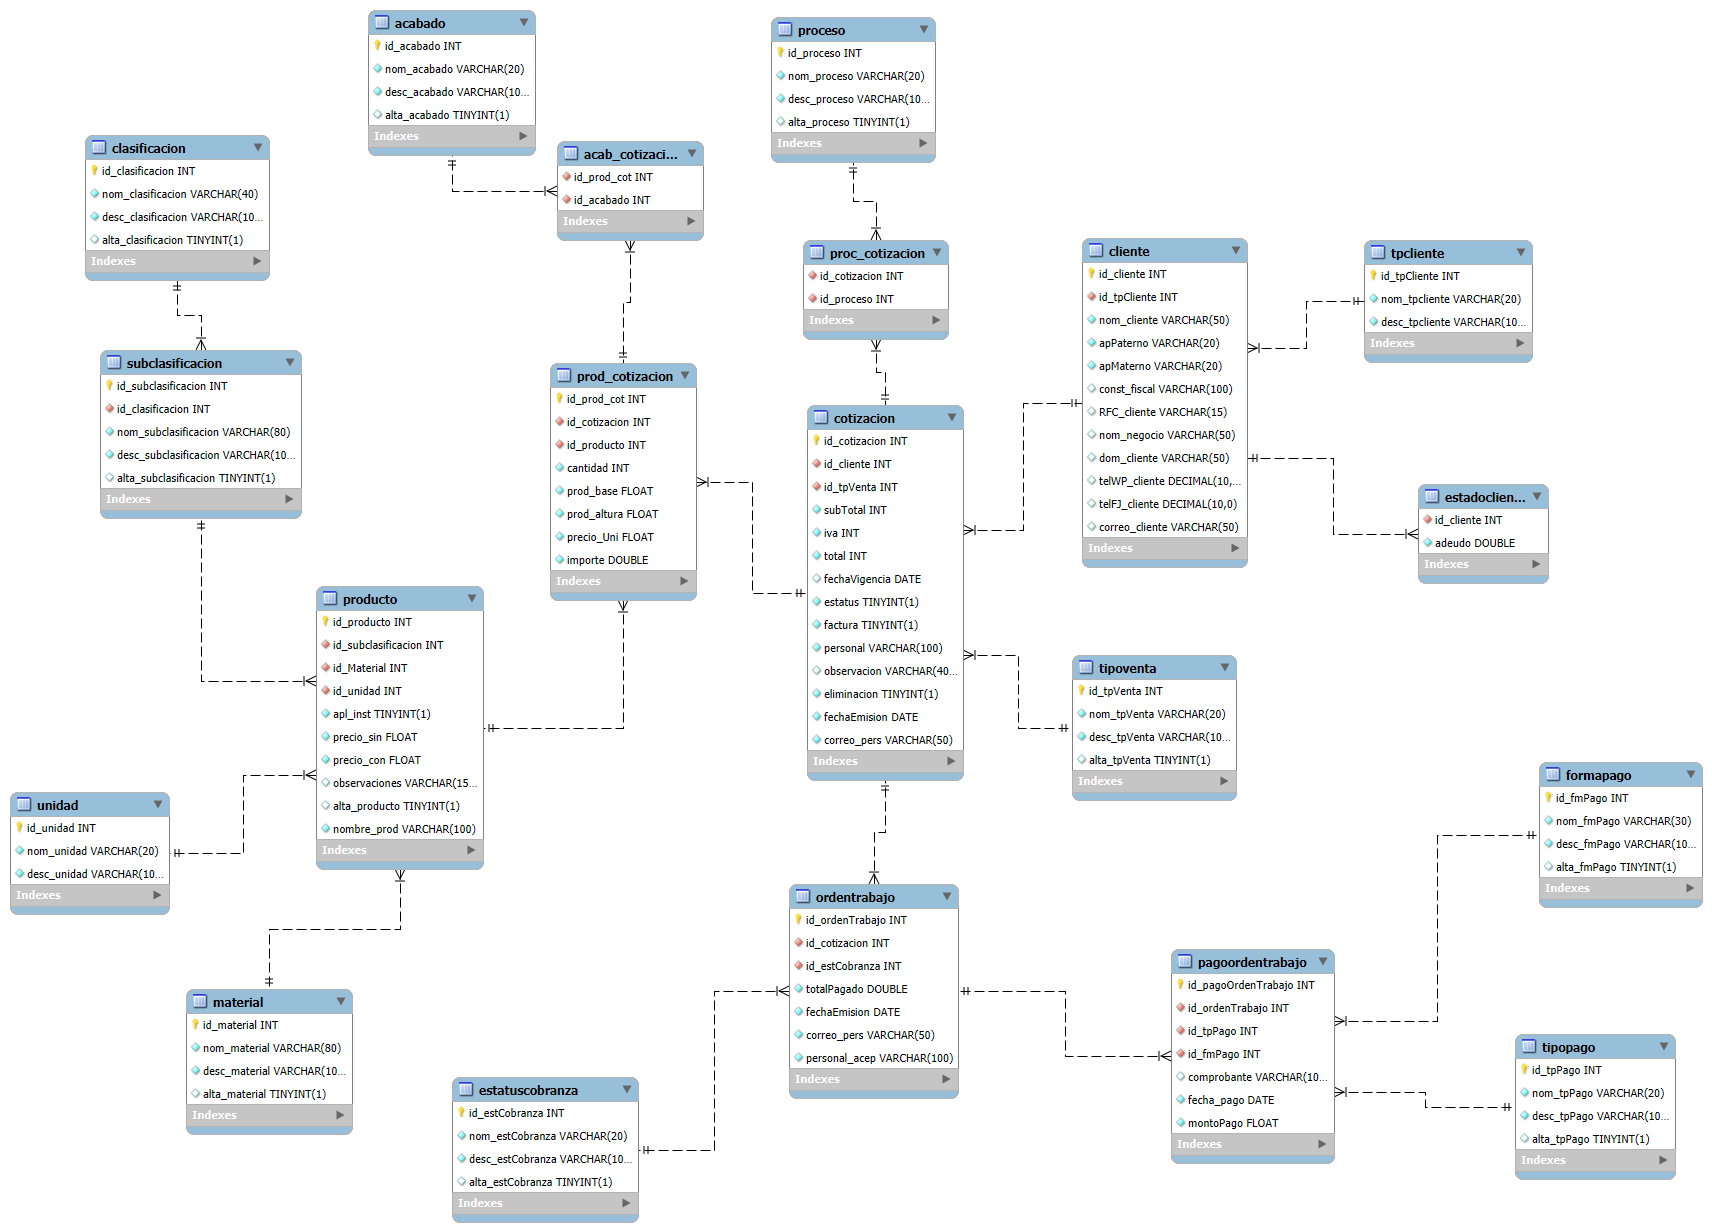 acabado
id_acabado INT
nom_acabado VARCHAR(20)
desc_acabado VARCHAR(10...
alta_acabado TINYINT(1)
Indexes
proceso
id_proceso INT
nom_proceso VARCHAR(20)
desc_proceso VARCHAR(10...
alta_proceso TINYINT(1)
Indexes
clasificacion
id_clasificacion INT
nom_clasificacion VARCHAR(40)
desc_clasificacion VARCHAR(10...
alta_clasificacion TINYINT(1)
Indexes
acab_cotizaci...
id_prod_cot INT
id_acabado INT
Indexes
proc_cotizacion
id_cotizacion INT
id_proceso INT
Indexes
cliente
id_cliente INT
id_tpCliente INT
nom_cliente VARCHAR(50)
apPaterno VARCHAR(20)
apMaterno VARCHAR(20)
const_fiscal VARCHAR(100)
RFC_cliente VARCHAR(15)
nom_negocio VARCHAR(50)
dom_cliente VARCHAR(50)
telWP_cliente DECIMAL(10,...
telFJ_cliente DECIMAL(10,0)
correo_cliente VARCHAR(50)
Indexes
tpcliente
id_tpCliente INT
nom_tpcliente VARCHAR(20)
desc_tpcliente VARCHAR(10...
Indexes
subclasificacion
id_subclasificacion INT
id_clasificacion INT
nom_subclasificacion VARCHAR(80)
desc_subclasificacion VARCHAR(10...
alta_subclasificacion TINYINT(1)
Indexes
prod_cotizacion
id_prod_cot INT
id_cotizacion INT
id_producto INT
cantidad INT
prod_base FLOAT
prod_altura FLOAT
precio_Uni FLOAT
importe DOUBLE
Indexes
cotizacion
id_cotizacion INT
id_cliente INT
id_tpVenta INT
subTotal INT
iva INT
total INT
fechaVigencia DATE
estatus TINYINT(1)
factura TINYINT(1)
personal VARCHAR(100)
observacion VARCHAR(40...
eliminacion TINYINT(1)
fechaEmision DATE
correo_pers VARCHAR(50)
Indexes
estadoclien...
id_cliente INT
adeudo DOUBLE
Indexes
producto
id_producto INT
id_subclasificacion INT
id_Material INT
id_unidad INT
apl_inst TINYINT(1)
precio_sin FLOAT
precio_con FLOAT
observaciones VARCHAR(15...
alta_producto TINYINT(1)
nombre_prod VARCHAR(100)
Indexes
tipoventa
id_tpVenta INT
nom_tpVenta VARCHAR(20)
desc_tpVenta VARCHAR(10...
alta_tpVenta TINYINT(1)
Indexes
formapago
id_fmPago INT
nom_fmPago VARCHAR(30)
desc_fmPago VARCHAR(10...
alta_fmPago TINYINT(1)
Indexes
unidad
id_unidad INT
nom_unidad VARCHAR(20)
desc_unidad VARCHAR(10...
Indexes
ordentrabajo
id_ordenTrabajo INT
id_cotizacion INT
id_estCobranza INT
totalPagado DOUBLE
fechaEmision DATE
correo_pers VARCHAR(50)
personal_acep VARCHAR(100)
Indexes
pagoordentrabajo
id_pagoOrdenTrabajo INT
id_ordenTrabajo INT
id_tpPago INT
id_fmPago INT
comprobante VARCHAR(10...
fecha_pago DATE
montoPago FLOAT
Indexes
material
id_material INT
nom_material VARCHAR(80)
desc_material VARCHAR(10...
alta_material TINYINT(1)
Indexes
tipopago
id_tpPago INT
nom_tpPago VARCHAR(20)
desc_tpPago VARCHAR(10...
alta_tpPago TINYINT(1)
Indexes
estatuscobranza
id_estCobranza INT
nom_estCobranza VARCHAR(20)
desc_estCobranza VARCHAR(10...
alta_estCobranza TINYINT(1)
Indexes